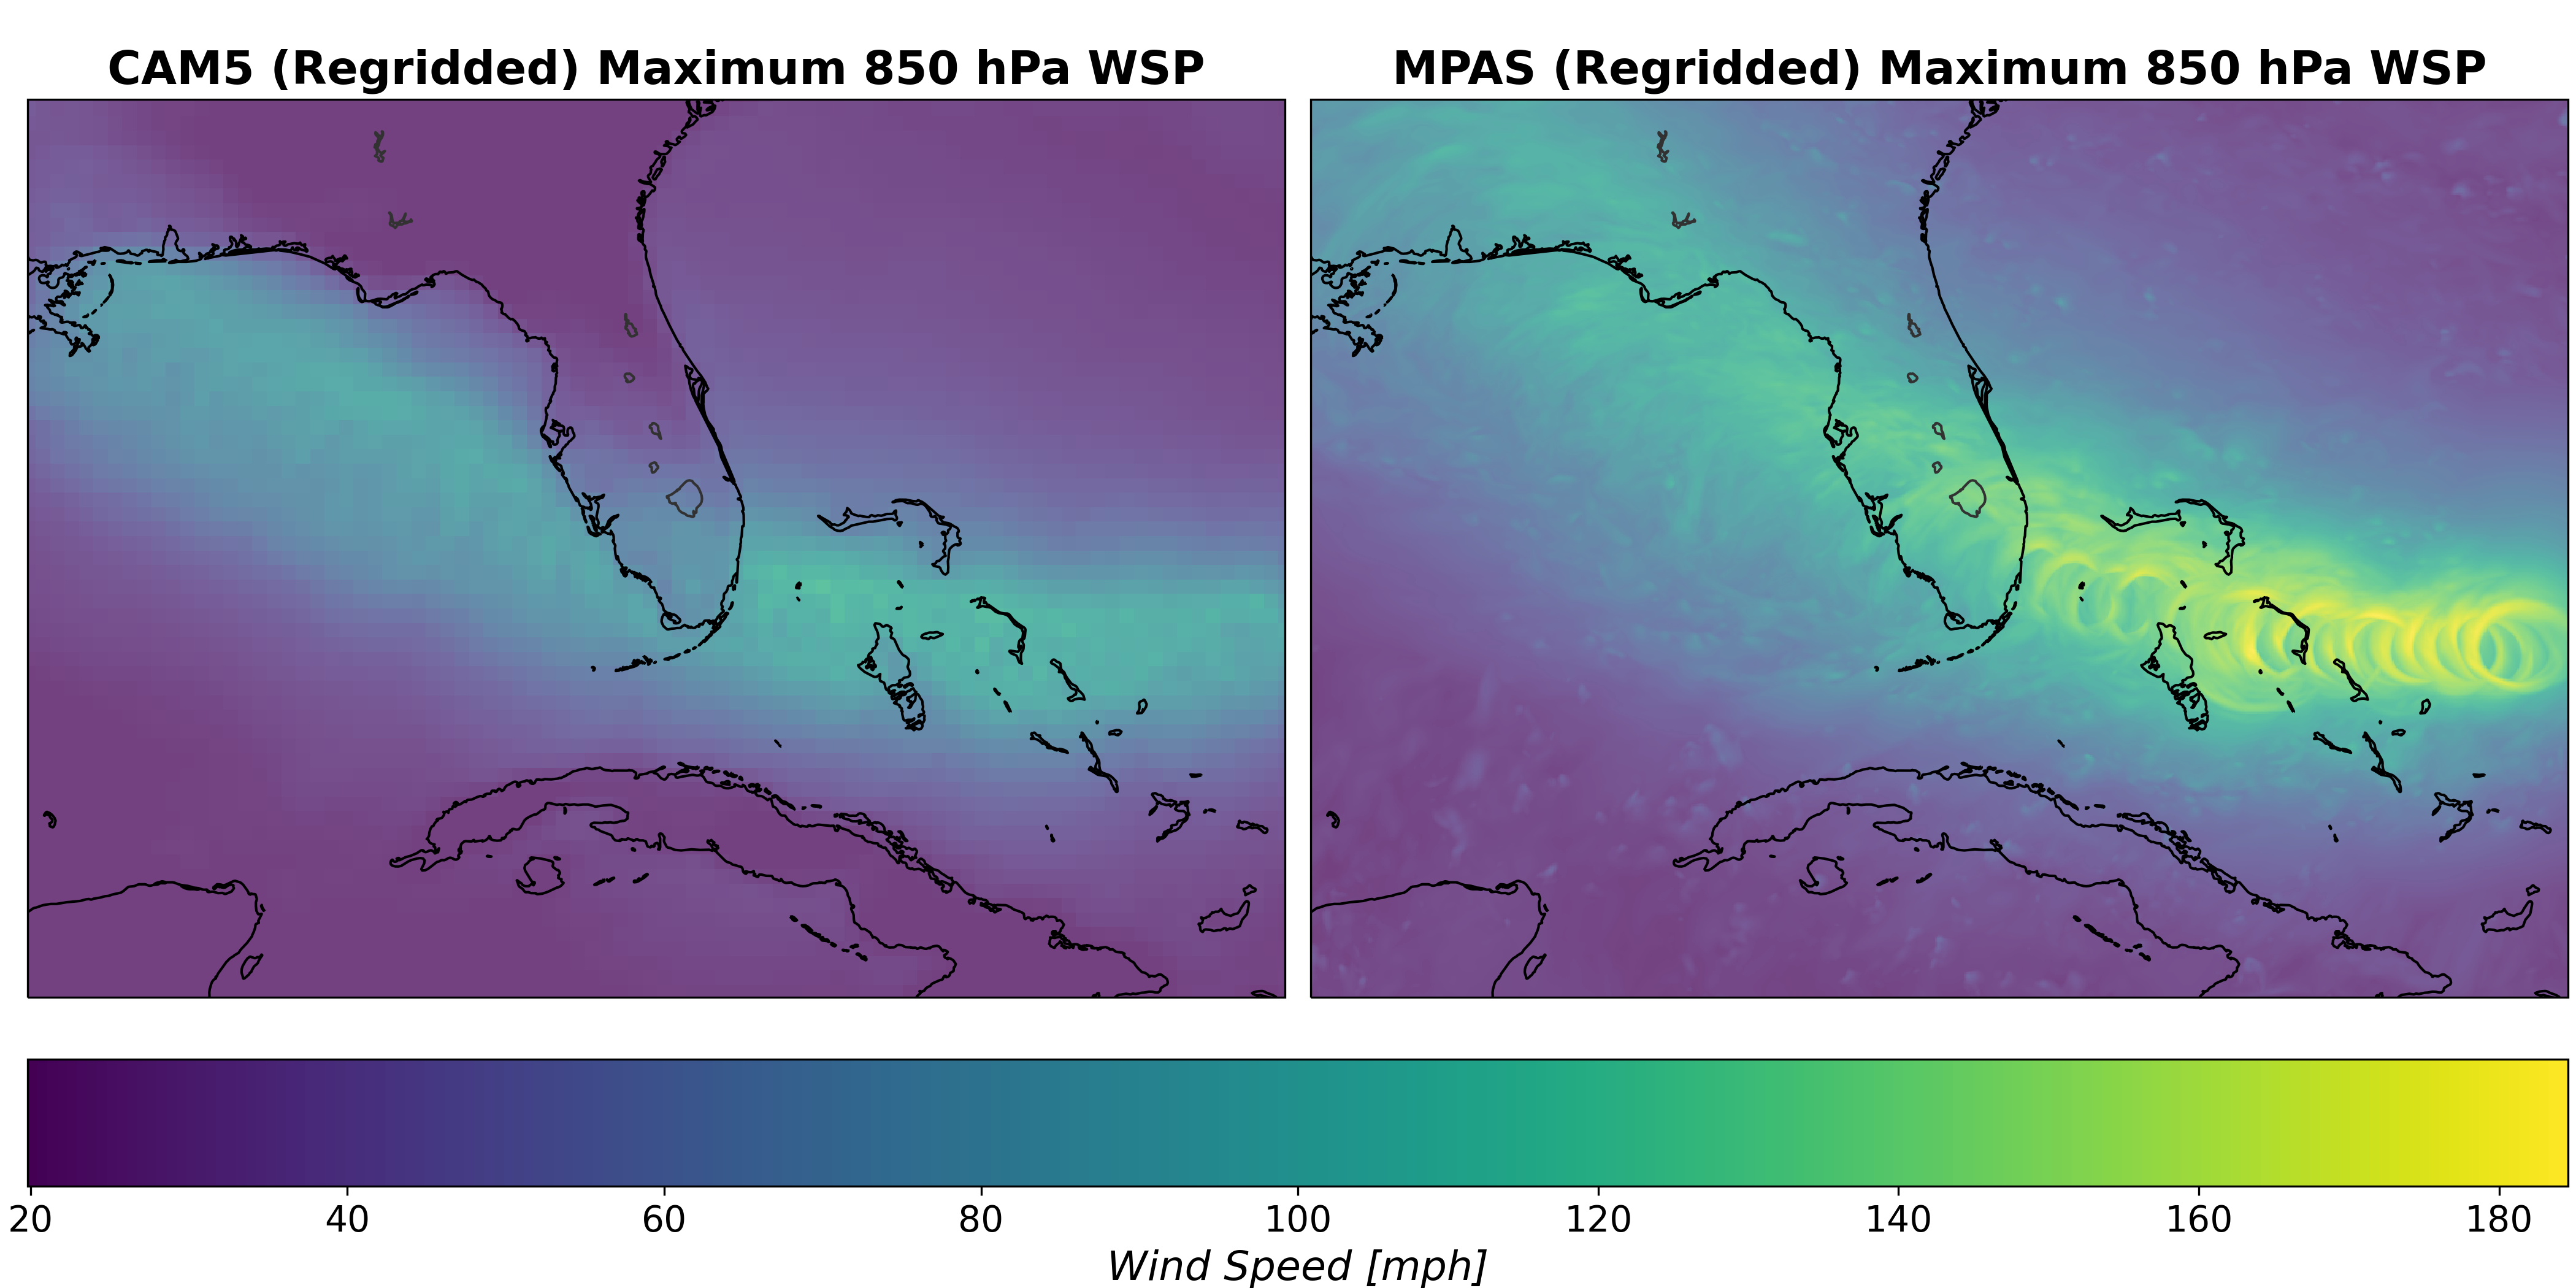 CAM5 (Regridded) Maximum 850 hPa WSP
MPAS (Regridded) Maximum 850 hPa WSP
20 40 60 80 100 120 140 160 180
Wind Speed [mph]